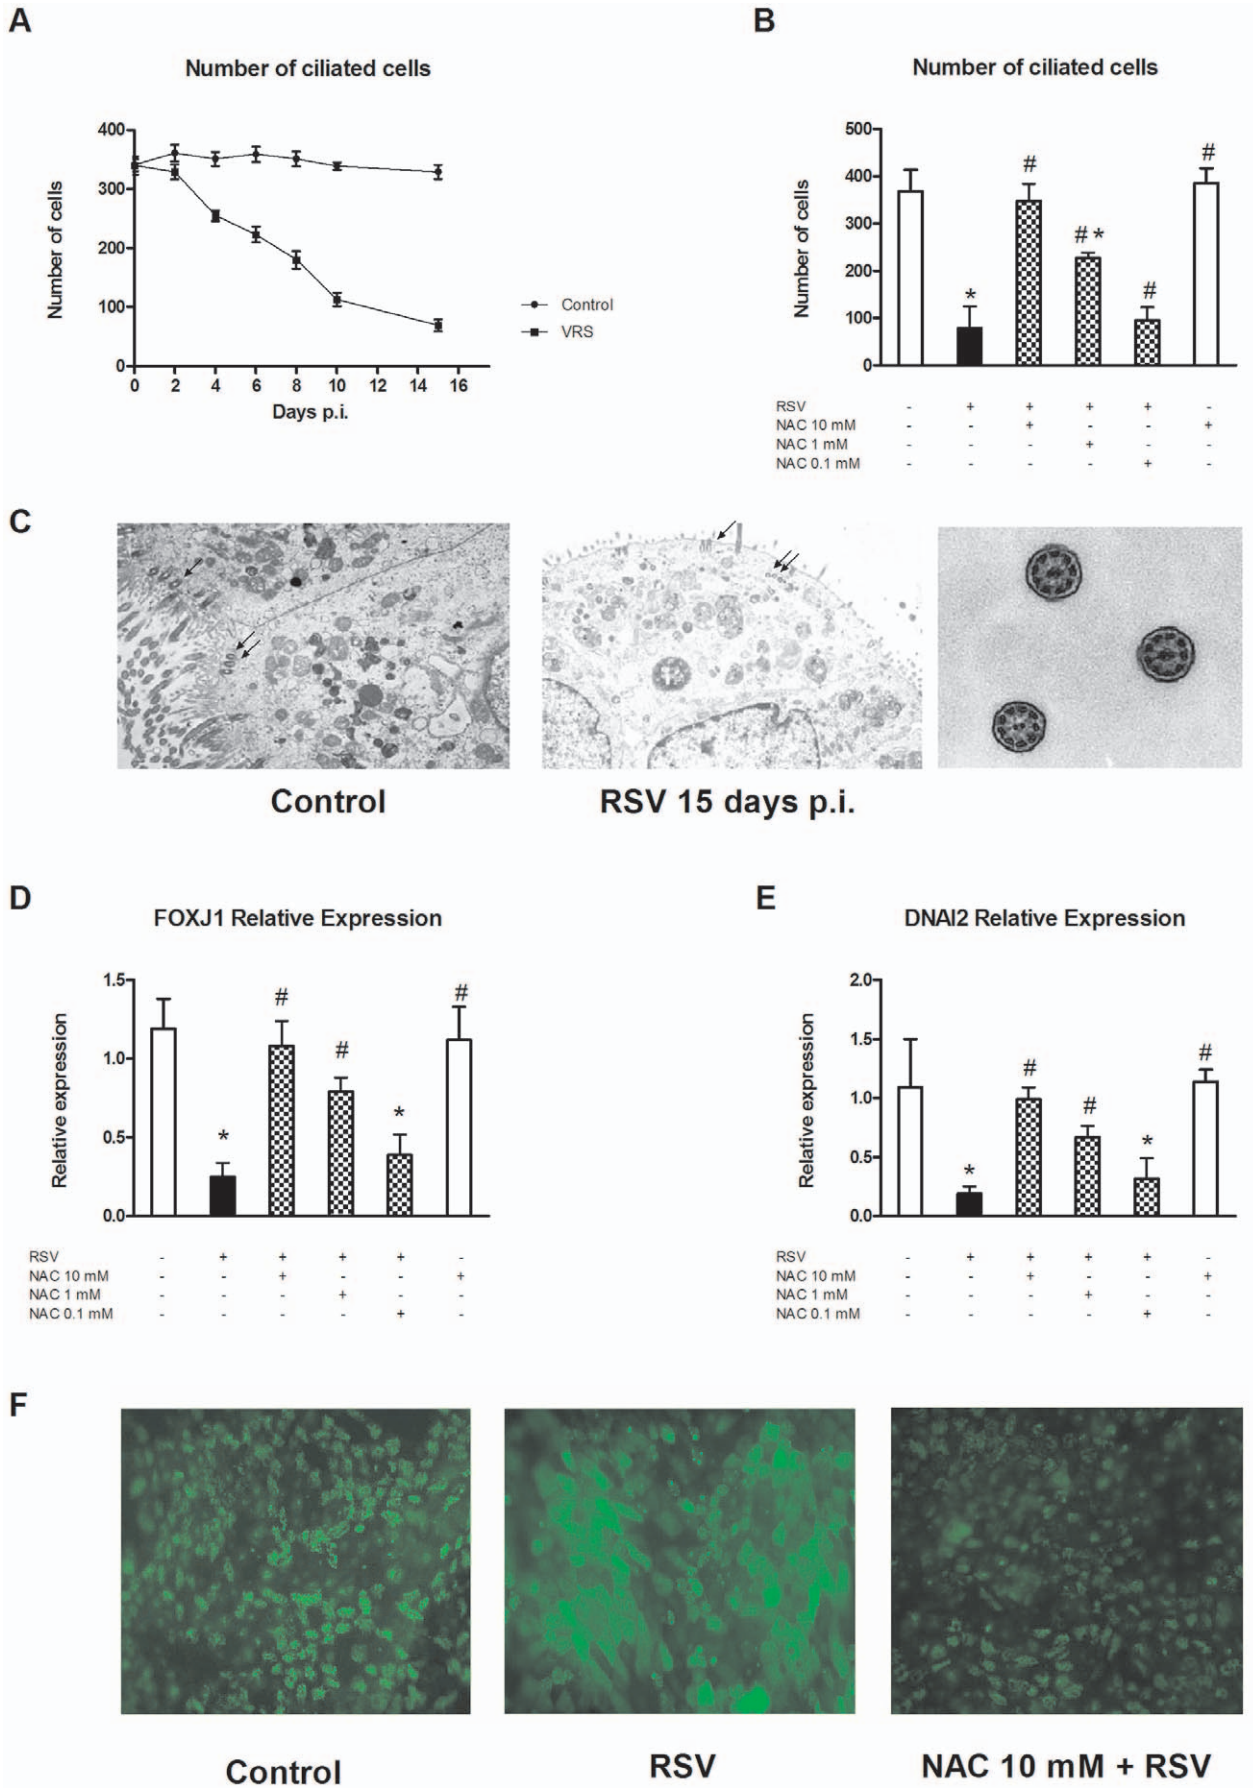 A
Number of ciliated cells
400
300
200
100
0
Number of cells
0 2 4 6 8 10 12 14 16
Days p.i.
Control
VRS
B
Number of ciliated cells
500
400
300
200
100
0
Number of cells
* # # * # #
RSV - + + + + -
NAC 10 mM - - + - - +
NAC 1 mM - - - + - -
NAC 0.1 mM - - - - + -
C
Control
RSV 15 days p.i.
D
FOXJ1 Relative Expression
1.5
1.0
0.5
0.0
Relative expression
* # # * #
RSV - + + + + -
NAC 10 mM - - + - - +
NAC 1 mM - - - + - -
NAC 0.1 mM - - - - + -
E
DNAI2 Relative Expression
2.0
1.5
1.0
0.5
0.0
Relative expression
* # # * #
RSV - + + + + -
NAC 10 mM - - + - - +
NAC 1 mM - - - + - -
NAC 0.1 mM - - - - + -
F
Control
RSV
NAC 10 mM + RSV